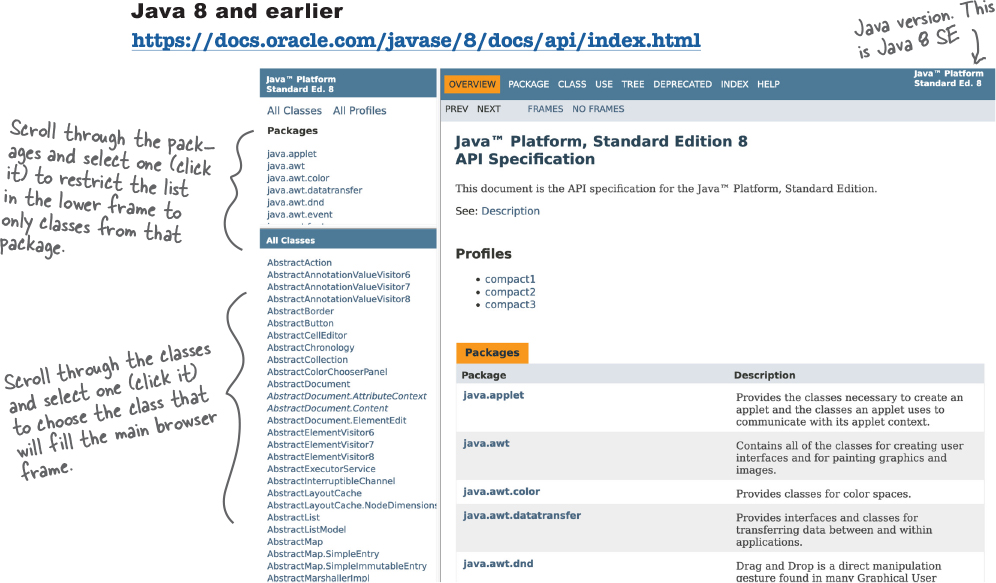 Java 8 and earlier
https://docs.oracle.com/javase/8/docs/api/index.html
Java version. This
is Java 8 SE
Scroll through the pack-
ages and select one (click
it) to restrict the list
in the lower frame to
only classes from that
package.
Scroll through the classes
and select one (click it)
to choose the class that
will fill the main browser
frame.
Java™ Platform
Standard Ed. 8
All Classes All Profiles
Packages
java.applet
java.awt
java.awt.color
java.awt.datatransfer
java.awt.dnd
java.awt.event
All Classes
AbstractAction
AbstractAnnotationValueVisitor6
AbstractAnnotationValueVisitor7
AbstractAnnotationValueVisitor8
AbstractBorder
AbstractButton
AbstractCellEditor
AbstractChronology
AbstractCollection
AbstractColorChooserPanel
AbstractDocument
AbstractDocument.AttributeContext
AbstractDocument.Content
AbstractDocument.ElementEdit
AbstractElementVisitor6
AbstractElementVisitor7
AbstractElementVisitor8
AbstractExecutorService
AbstractInterruptibleChannel
AbstractLayoutCache
AbstractLayoutCache.NodeDimensions
AbstractList
AbstractListModel
AbstractMap
AbstractMap.SimpleEntry
AbstractMap.SimpleImmutableEntry
AbstractMarshallerImpl
OVERVIEW PACKAGE CLASS USE TREE DEPRECATED INDEX HELP
Java™ Platform
Standard Ed. 8
PREV NEXT FRAMES NO FRAMES
Java™ Platform, Standard Edition 8
API Specification
This document is the API specification for the Java™ Platform, Standard Edition.
See: Description
Profiles
• compact1
• compact2
• compact3
Packages
Package Description
java.applet Provides the classes necessary to create an
applet and the classes an applet uses to
communicate with its applet context.
java.awt Contains all of the classes for creating user
interfaces and for painting graphics and
images.
java.awt.color Provides classes for color spaces.
java.awt.datatransfer Provides interfaces and classes for
transferring data between and within
applications.
java.awt.dnd Drag and Drop is a direct manipulation
gesture found in many Graphical User